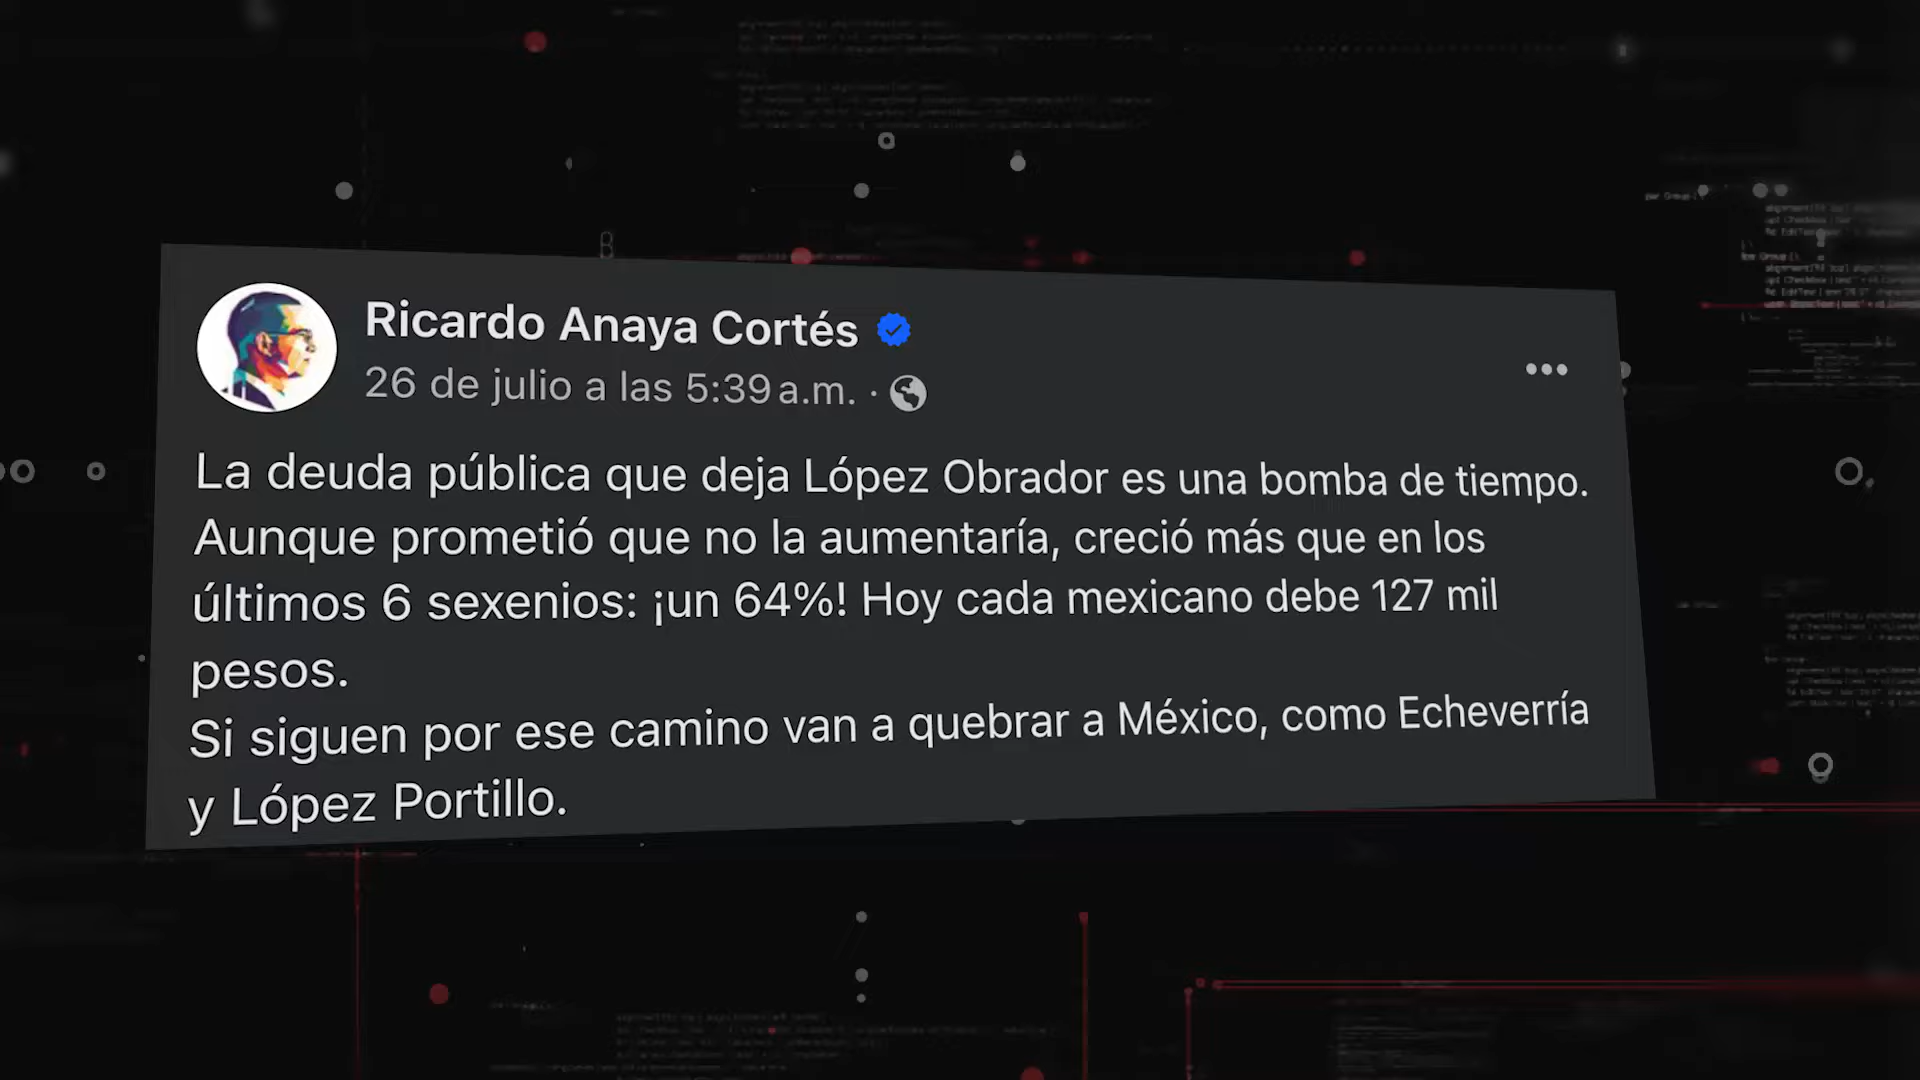 Ricardo Anaya Cortés
26 de julio a las 5:39 a.m. ·
La deuda pública que deja López Obrador es una bomba de tiempo.
Aunque prometió que no la aumentaría, creció más que en los
últimos 6 sexenios: ¡un 64%! Hoy cada mexicano debe 127 mil
pesos.
Si siguen por ese camino van a quebrar a México, como Echeverría
y López Portillo.